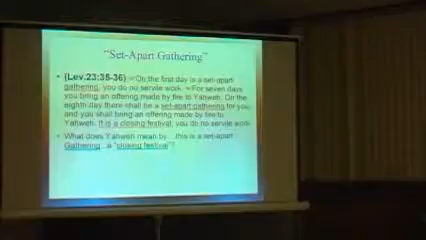 "Set-Apart Gathering"
• (Lev.23:35-36) 35 On the first day is a set-apart
gathering, you do no servile work. 36 For seven days
you bring an offering made by fire to Yahweh. On the
eighth day there shall be a set-apart gathering for you,
and you shall bring an offering made by fire to
Yahweh. It is a closing festival, you do no servile work.
• What does Yahweh mean by...this is a set-apart
Gathering...a "closing festival"?